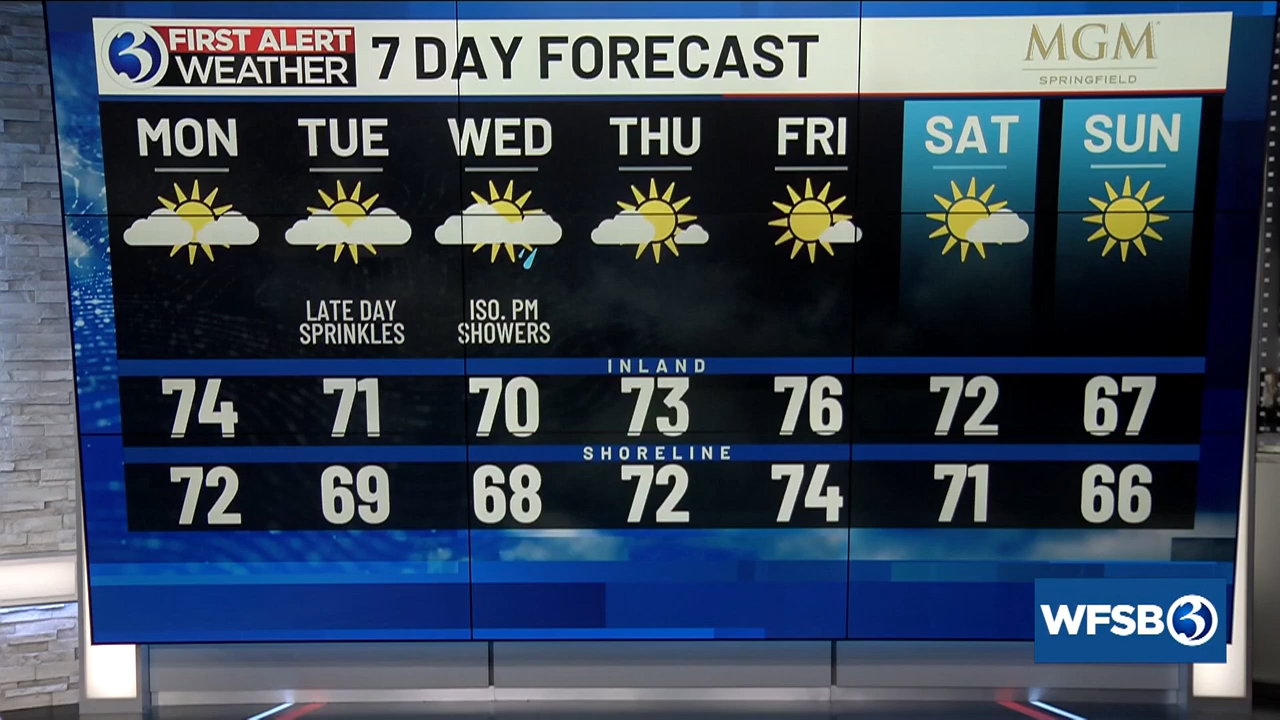 3 FIRST ALERT WEATHER
7 DAY FORECAST
MGM
SPRINGFIELD
MON TUE WED THU FRI SAT SUN
LATE DAY SPRINKLES
ISO. PM SHOWERS
INLAND
74 71 70 73 76 72 67
SHORELINE
72 69 68 72 74 71 66
WFSB 3